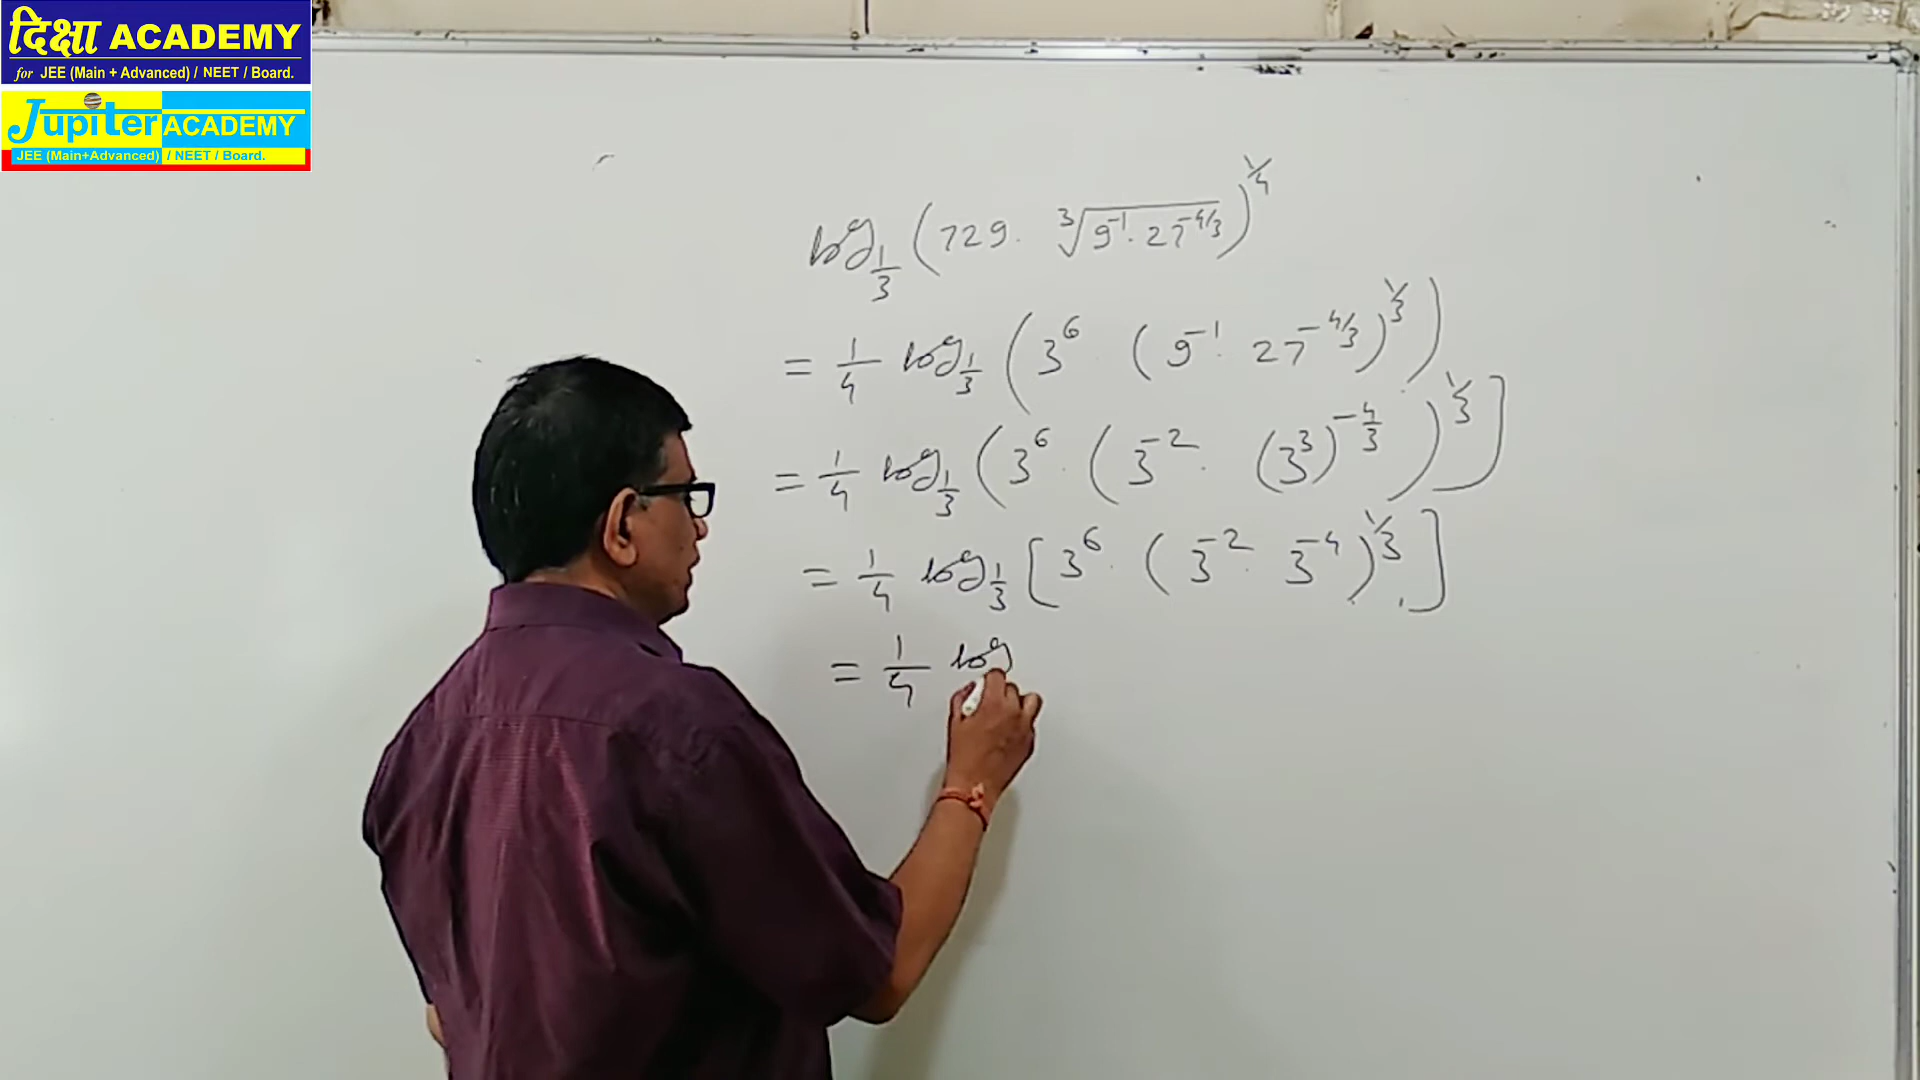 दिक्षा ACADEMY
for JEE (Main + Advanced) / NEET / Board.
Jupiter ACADEMY
JEE (Main+Advanced) / NEET / Board.
log_{1/3} (729 · ∛(9^{-1} · 27^{-4/3}))^{1/4}
= 1/4 log_{1/3} (3^6 · (9^{-1} · 27^{-4/3})^{1/3})
= 1/4 log_{1/3} (3^6 · (3^{-2} · (3^3)^{-4/3})^{1/3}]
= 1/4 log_{1/3} [3^6 · (3^{-2} · 3^{-4})^{1/3}]
= 1/4 log